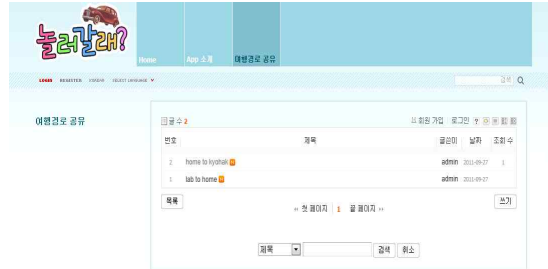 놀러갈래?
Home
App 소개
여행경로 공유
LOGIN REGISTER SELECT LANGUAGE
검색
여행경로 공유
글 수 2
회원 가입 로그인 ?
번호 제목 글쓴이 날짜 조회 수
2 home to kyohak N admin 2011-09-27 1
1 lab to home N admin 2011-09-27
목록
쓰기
‹‹ 첫 페이지 1 끝 페이지 ››
제목 검색 취소